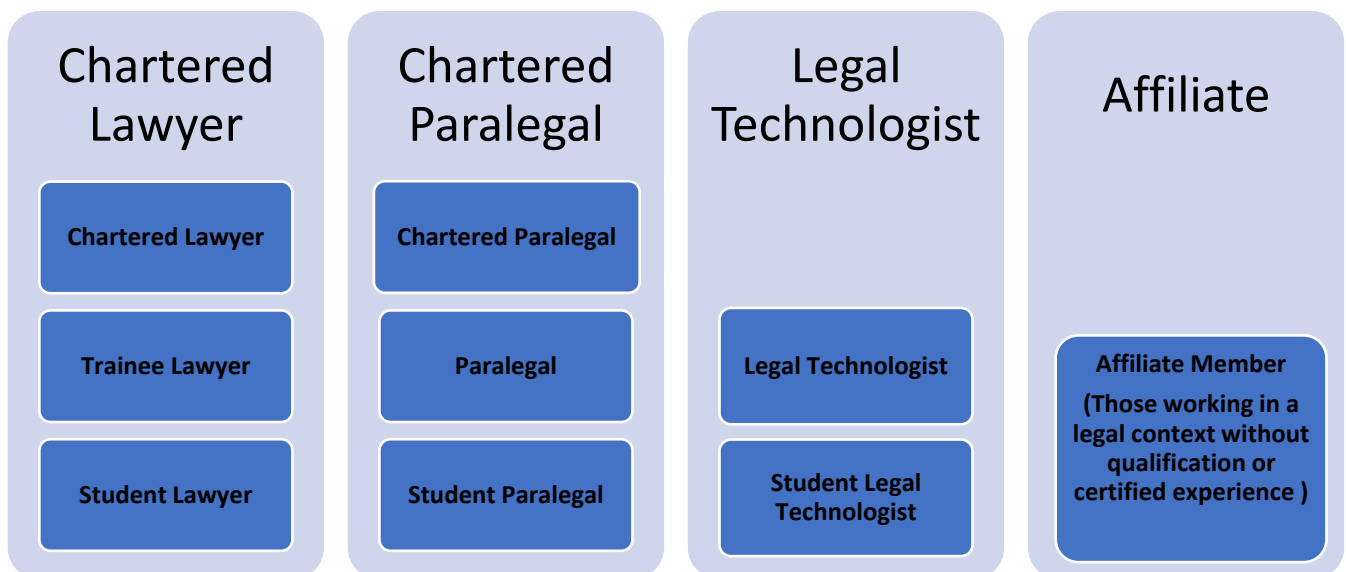 Chartered
Lawyer
Chartered Lawyer
Trainee Lawyer
Student Lawyer
Chartered
Paralegal
Chartered Paralegal
Paralegal
Student Paralegal
Legal
Technologist
Legal Technologist
Student Legal
Technologist
Affiliate
Affiliate Member
(Those working in a
legal context without
qualification or
certified experience )